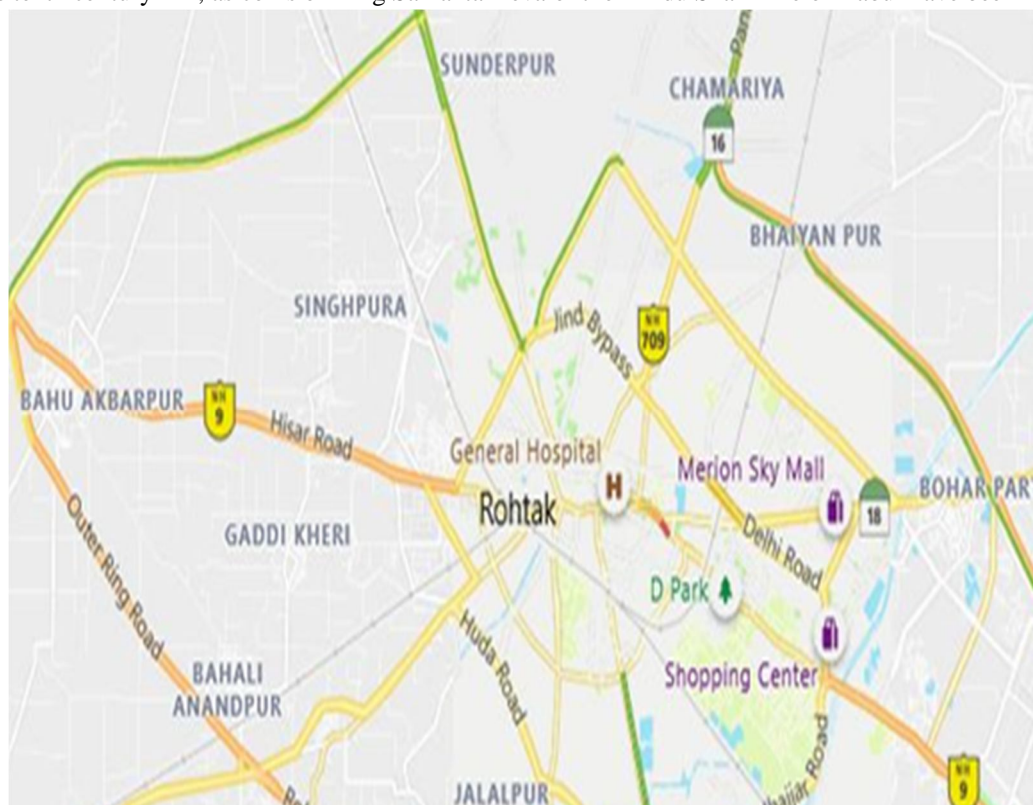 SUNDERPUR
CHAMARIYA
16
BHAIYAN PUR
SINGHPURA
Jind Bypass
NH
709
BAHU AKBARPUR
NH
9
Hisar Road
General Hospital
H
Merion Sky Mall
BOHAR PAR
Rohtak
18
GADDI KHERI
Delhi Road
Outer Ring Road
D Park
Huda Road
BAHALI
ANANDPUR
Shopping Center
Road
NH
9
JALALPUR